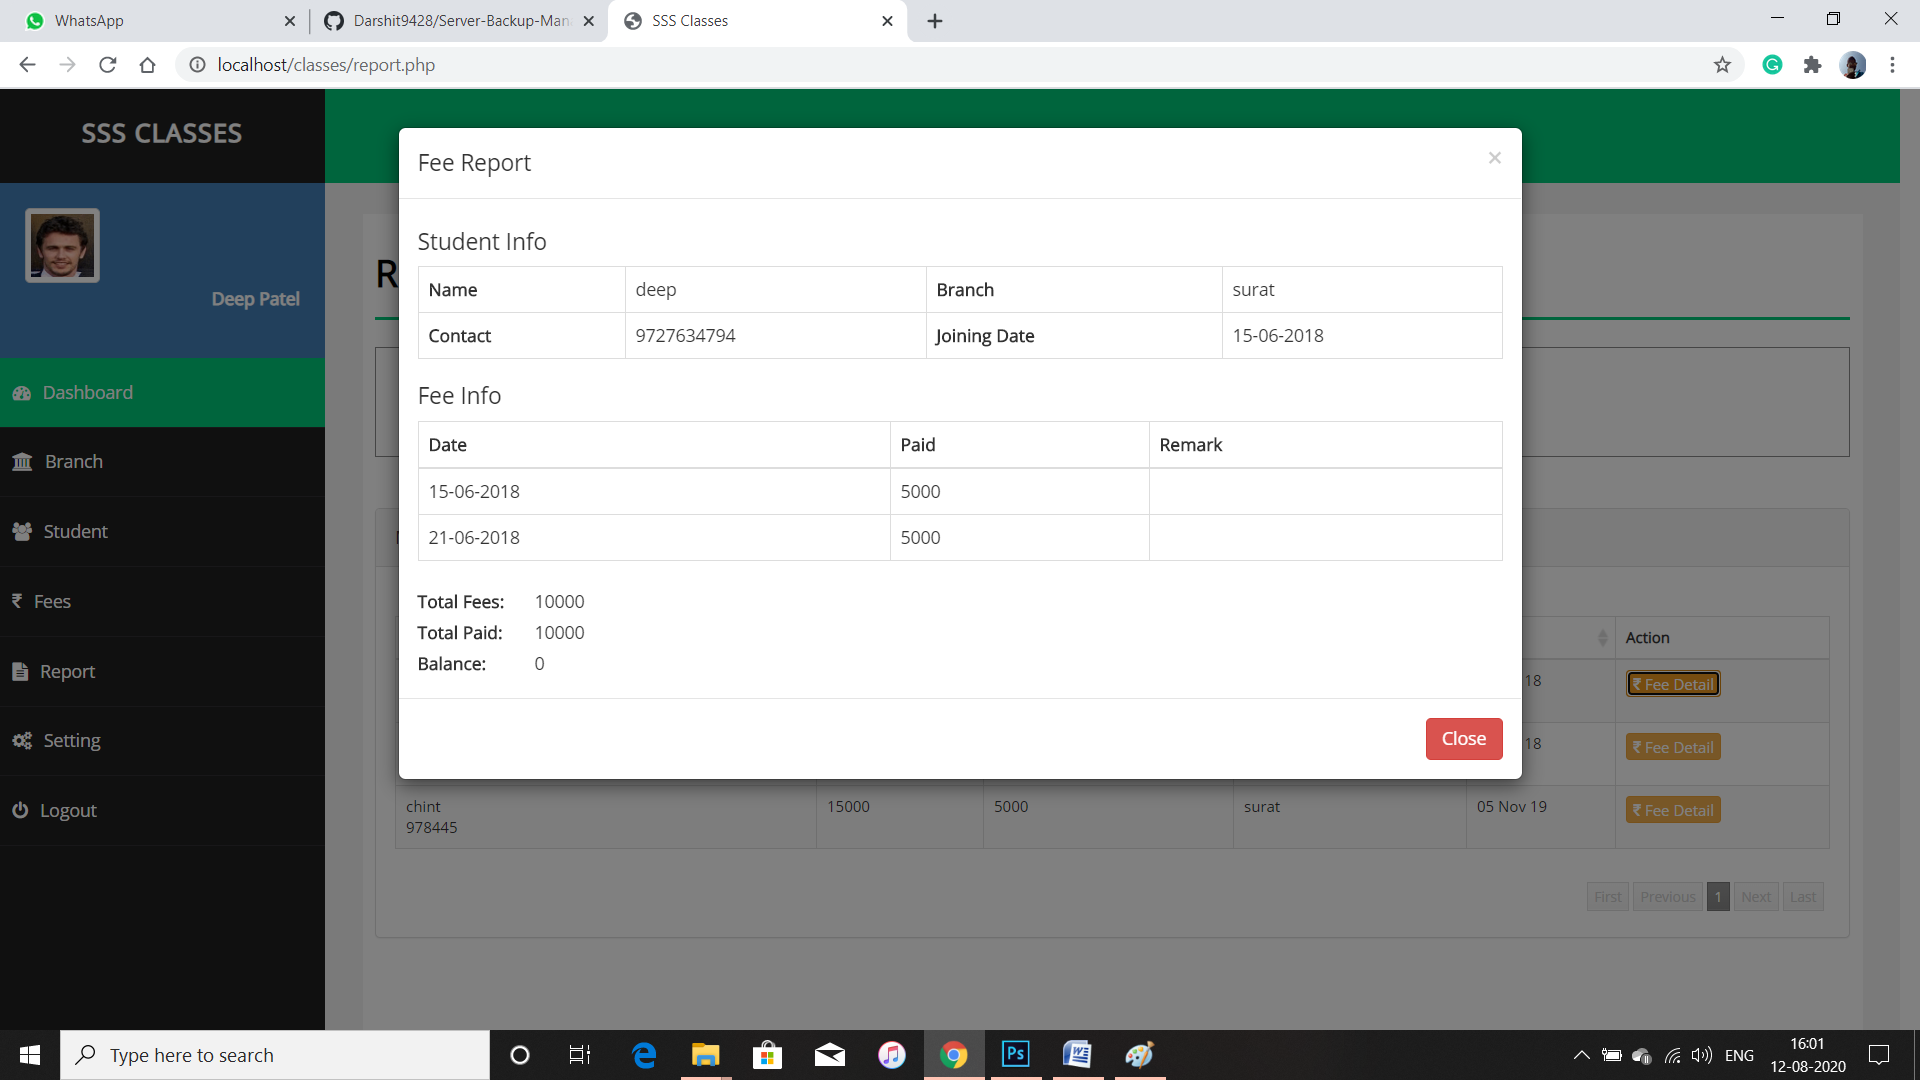 WhatsApp
Darshit9428/Server-Backup-Man
SSS Classes
localhost/classes/report.php
SSS CLASSES
Deep Patel
Dashboard
Branch
Student
₹ Fees
Report
Setting
Logout
Fee Report
×
Student Info
Name deep Branch surat
Contact 9727634794 Joining Date 15-06-2018
Fee Info
Date Paid Remark
15-06-2018 5000
21-06-2018 5000
Total Fees: 10000
Total Paid: 10000
Balance: 0
Close
R
Action
18 ₹ Fee Detail
18 ₹ Fee Detail
chint 15000 5000 surat 05 Nov 19 ₹ Fee Detail
978445
First Previous 1 Next Last
Type here to search
Ps
ENG
16:01
12-08-2020